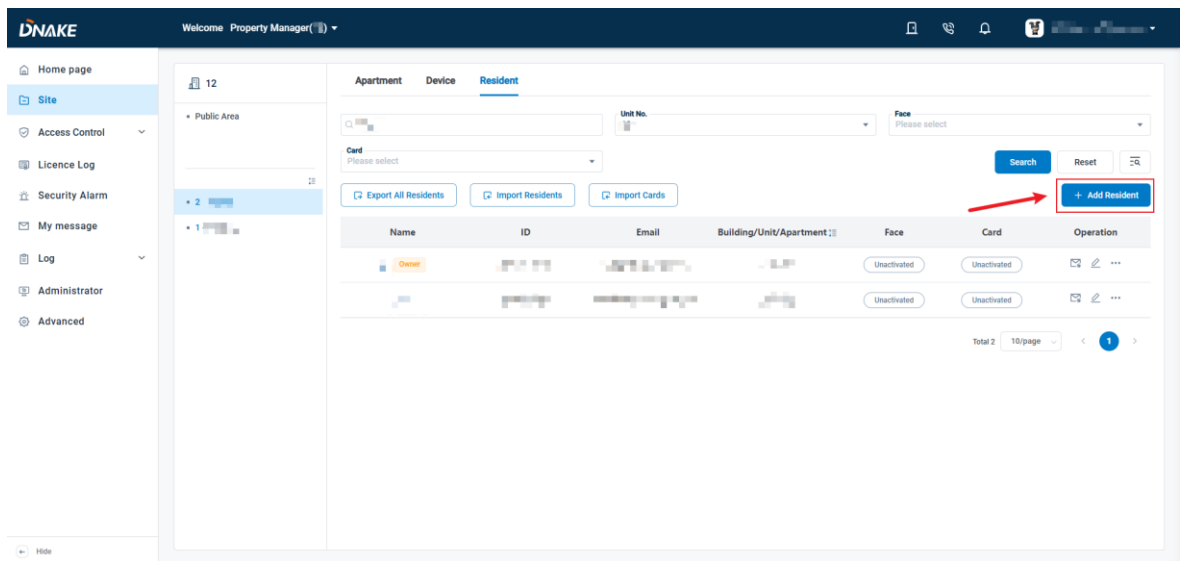 DNAKE
Welcome Property Manager( )
Home page
Site
Access Control
Licence Log
Security Alarm
My message
Log
Administrator
Advanced
Hide
12
Public Area
2
1
Apartment Device Resident
Unit No.
Face
Please select
Card
Please select
Search Reset
Export All Residents Import Residents Import Cards + Add Resident
Name ID Email Building/Unit/Apartment Face Card Operation
Owner Unactivated Unactivated
Unactivated Unactivated
Total 2 10/page < 1 >